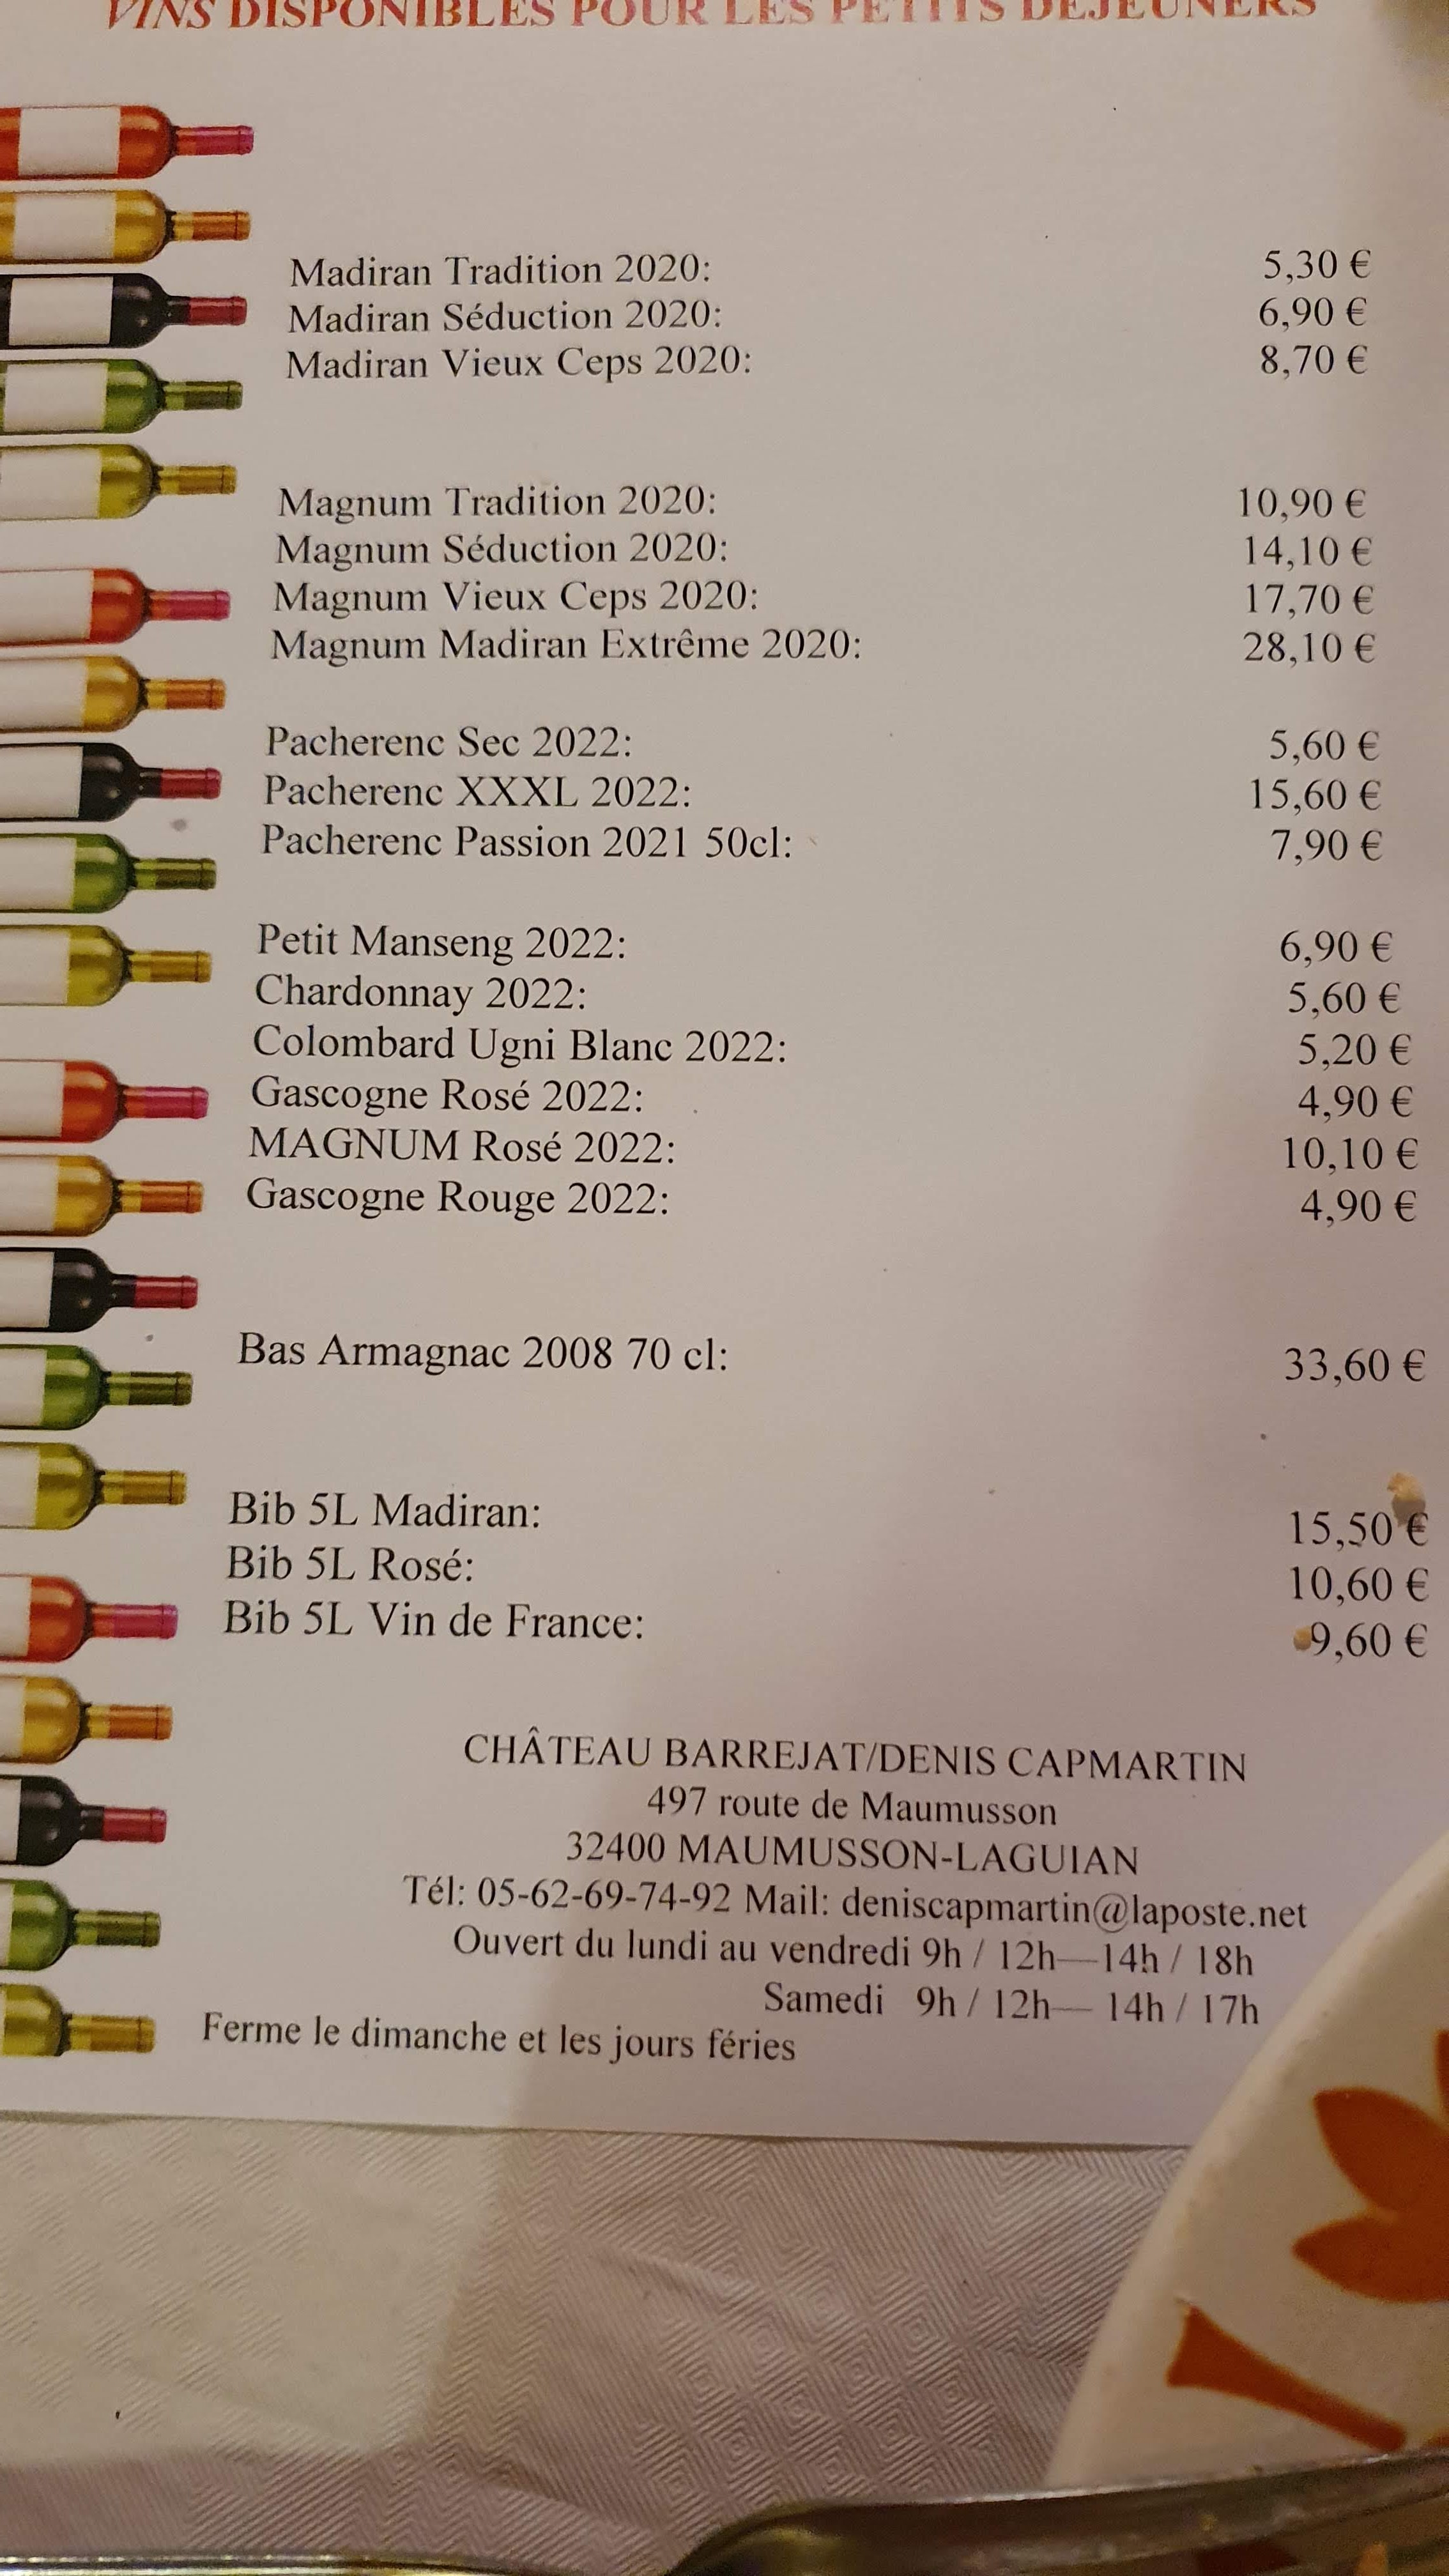 VINS DISPONIBLES POUR LES PETITS DEJEUNERS
Madiran Tradition 2020: 5,30 €
Madiran Séduction 2020: 6,90 €
Madiran Vieux Ceps 2020: 8,70 €
Magnum Tradition 2020: 10,90 €
Magnum Séduction 2020: 14,10 €
Magnum Vieux Ceps 2020: 17,70 €
Magnum Madiran Extrême 2020: 28,10 €
Pacherenc Sec 2022: 5,60 €
Pacherenc XXXL 2022: 15,60 €
Pacherenc Passion 2021 50cl: 7,90 €
Petit Manseng 2022: 6,90 €
Chardonnay 2022: 5,60 €
Colombard Ugni Blanc 2022: 5,20 €
Gascogne Rosé 2022: 4,90 €
MAGNUM Rosé 2022: 10,10 €
Gascogne Rouge 2022: 4,90 €
Bas Armagnac 2008 70 cl: 33,60 €
Bib 5L Madiran: 15,50 €
Bib 5L Rosé: 10,60 €
Bib 5L Vin de France: 9,60 €
CHÂTEAU BARREJAT/DENIS CAPMARTIN
497 route de Maumusson
32400 MAUMUSSON-LAGUIAN
Tél: 05-62-69-74-92 Mail: deniscapmartin@laposte.net
Ouvert du lundi au vendredi 9h / 12h—14h / 18h
Samedi 9h / 12h— 14h / 17h
Ferme le dimanche et les jours féries